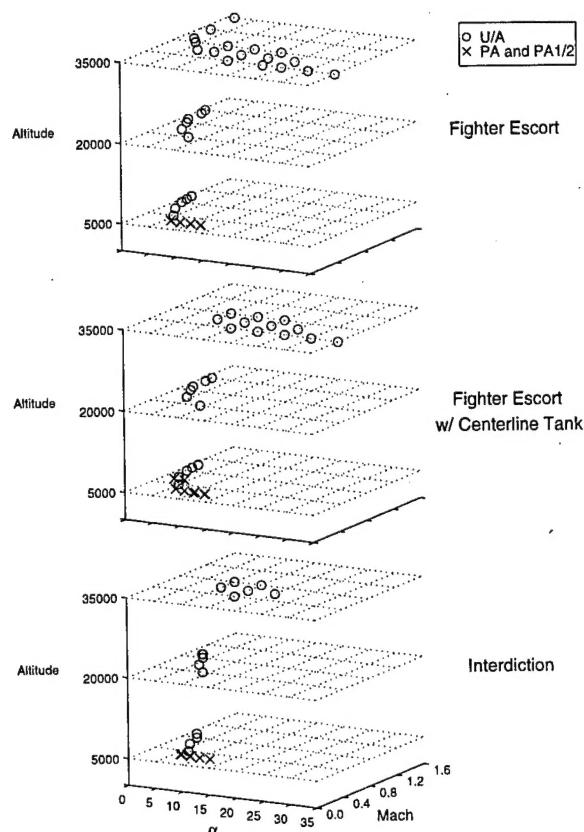 U/A
PA and PA1/2
35000
Altitude
20000
5000
Fighter Escort
35000
Altitude
20000
5000
Fighter Escort
w/ Centerline Tank
35000
Altitude
20000
5000
Interdiction
0 5 10 15 20 25 30 35
α
0.0 0.4 0.8 1.2 1.6
Mach